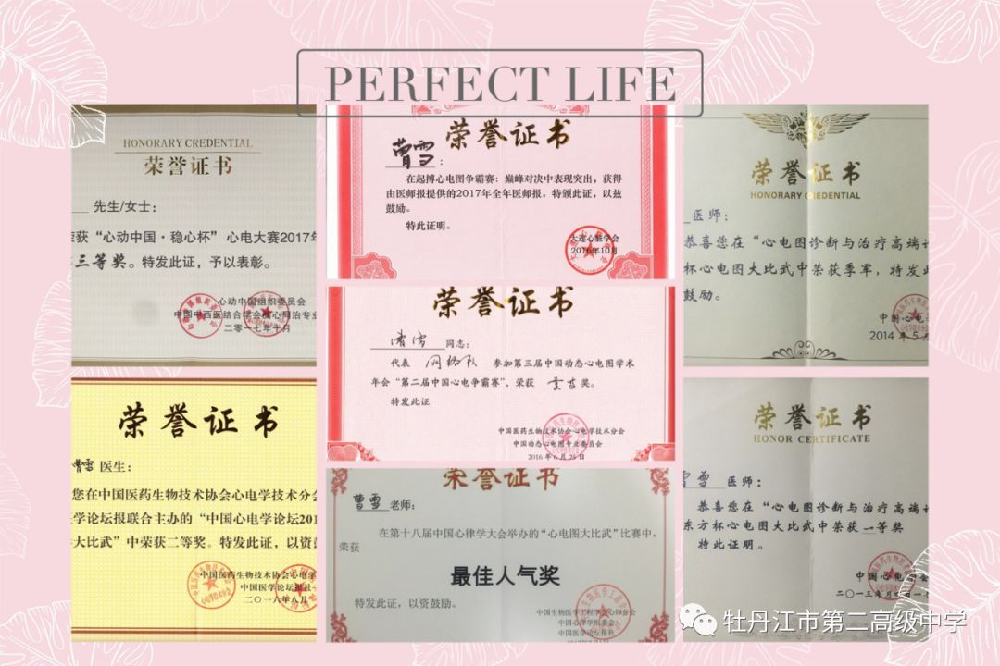 PERFECT LIFE
HONORARY CREDENTIAL
荣誉证书
先生/女士：
荣获“心动中国·稳心杯”心电大赛2017年
三等奖。特发此证，予以表彰。
心动中国组织委员会
二零一七年十月
荣誉证书
曹雪：
在起搏心电图争霸赛：巅峰对决中表现突出，获得
由医师报提供的2017年全年医师报。特颁此证，以兹
鼓励。
特此证明。
大连心脏学会
2016年10月
荣誉证书
HONORARY CREDENTIAL
医师：
恭喜您在“心电图诊断与治疗高端
杯心电图大比武中荣获季军，特发此
鼓励。
中国心电
2014年5月
荣誉证书
曹雪 同志：
代表 网络队 参加第三届中国动态心电图学术
年会“第二届中国心电争霸赛”，荣获 季军奖。
特发此证
中国医药生物技术协会心电学技术分会
中国动态心电图专业委员会
2016年6月25日
荣誉证书
曹雪 医生：
您在中国医药生物技术协会心电学技术分会
学论坛报联合主办的“中国心电学论坛201
大比武”中荣获二等奖。特发此证，以资
中国医药生物技术协会心电学
中国医学论坛报社
二〇一六年八月
荣誉证书
曹雪 老师：
在第十八届中国心律学大会举办的“心电图大比武”比赛中，
荣获
最佳人气奖
特发此证，以资鼓励。
中国生物医学工程学会心律分会
中国心律学组委会
中国医学论坛报社
荣誉证书
HONOR CERTIFICATE
曹雪 医师：
恭喜您在“心电图诊断与治疗高端
东方杯心电图大比武中荣获一等奖
特此证明。
中国心电学会
二〇一三年
牡丹江市第二高级中学